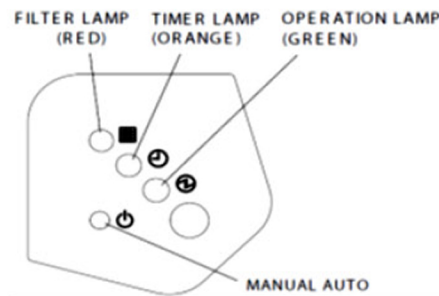 FILTER LAMP
(RED)
TIMER LAMP
(ORANGE)
OPERATION LAMP
(GREEN)
MANUAL AUTO